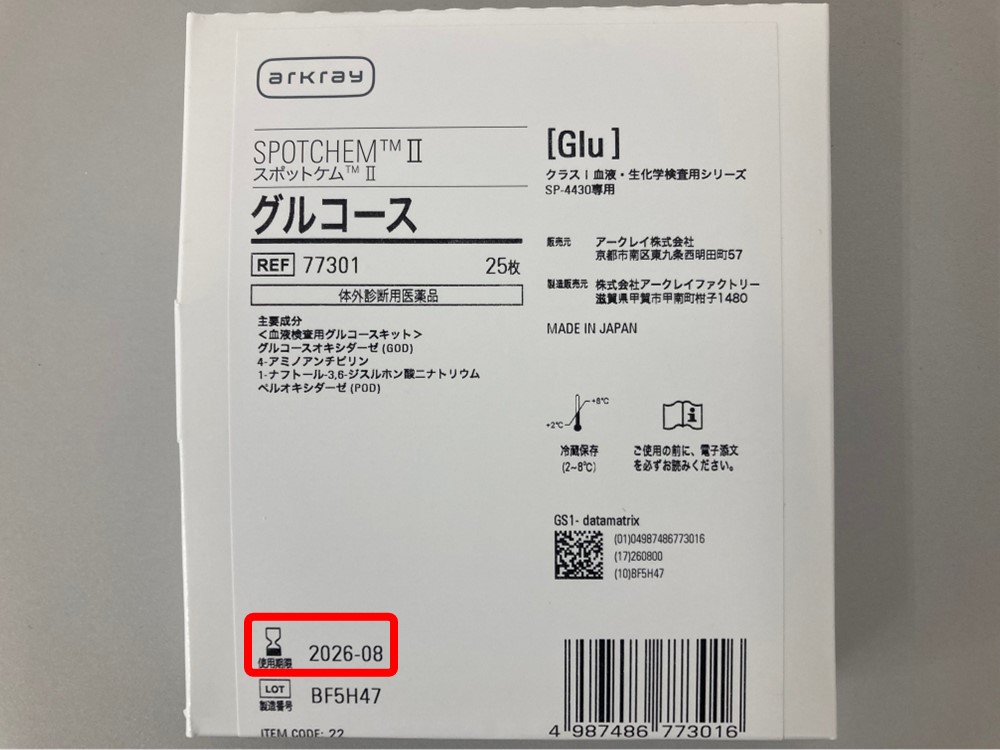 arkray
SPOTCHEM™ II
スポットケム™ II
グルコース
REF 77301 25枚
体外診断用医薬品
主要成分
＜血液検査用グルコースキット＞
グルコースオキシダーゼ (GOD)
4-アミノアンチピリン
1-ナフトール-3,6-ジスルホン酸二ナトリウム
ペルオキシダーゼ (POD)
[Glu]
クラスⅠ血液・生化学検査用シリーズ
SP-4430専用
販売元 アークレイ株式会社
京都市南区東九条西明田町57
製造販売元 株式会社アークレイファクトリー
滋賀県甲賀市甲南町柑子1480
MADE IN JAPAN
+8℃
+2℃
冷蔵保存
(2~8℃)
ご使用の前に、電子添文
を必ずお読みください。
GS1- datamatrix
(01)04987486773016
(17)260800
(10)BF5H47
使用期限 2026-08
LOT
製造番号 BF5H47
ITEM CODE: 22
4 987486 773016